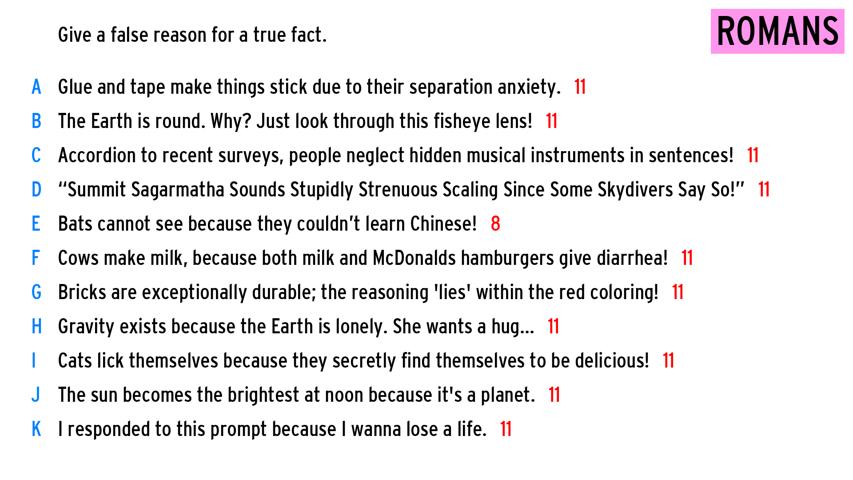 Give a false reason for a true fact.
ROMANS
A Glue and tape make things stick due to their separation anxiety. 11
B The Earth is round. Why? Just look through this fisheye lens! 11
C Accordion to recent surveys, people neglect hidden musical instruments in sentences! 11
D “Summit Sagarmatha Sounds Stupidly Strenuous Scaling Since Some Skydivers Say So!” 11
E Bats cannot see because they couldn’t learn Chinese! 8
F Cows make milk, because both milk and McDonalds hamburgers give diarrhea! 11
G Bricks are exceptionally durable; the reasoning 'lies' within the red coloring! 11
H Gravity exists because the Earth is lonely. She wants a hug... 11
I Cats lick themselves because they secretly find themselves to be delicious! 11
J The sun becomes the brightest at noon because it's a planet. 11
K I responded to this prompt because I wanna lose a life. 11